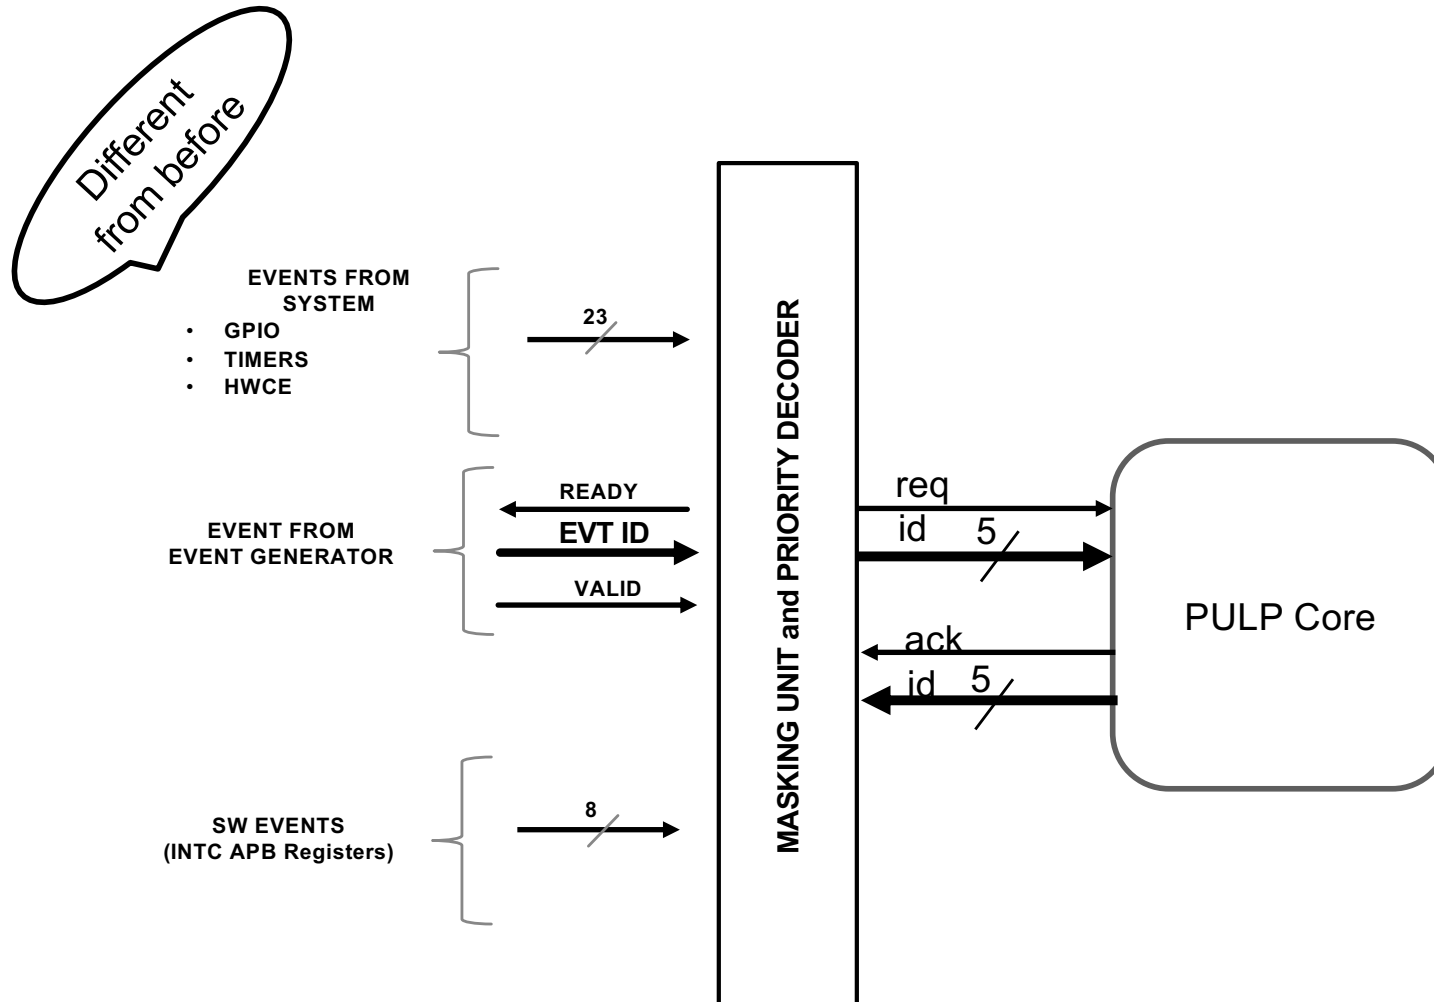 Different
from before
EVENTS FROM
SYSTEM
• GPIO
• TIMERS
• HWCE
23
READY
EVT ID
VALID
EVENT FROM
EVENT GENERATOR
SW EVENTS
(INTC APB Registers)
8
MASKING UNIT and PRIORITY DECODER
req
id 5
ack
id 5
PULP Core